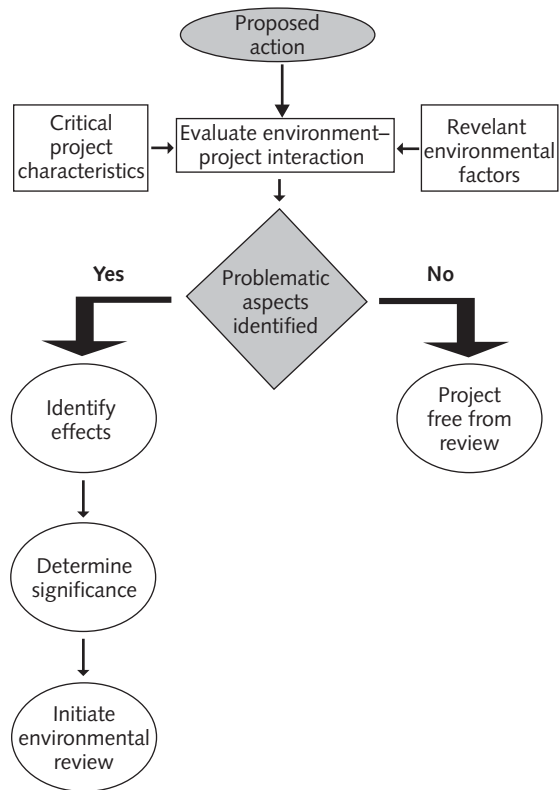 Proposed
action
Critical
project
characteristics
Evaluate environment–
project interaction
Revelant
environmental
factors
Yes
No
Problematic
aspects
identified
Identify
effects
Project
free from
review
Determine
significance
Initiate
environmental
review